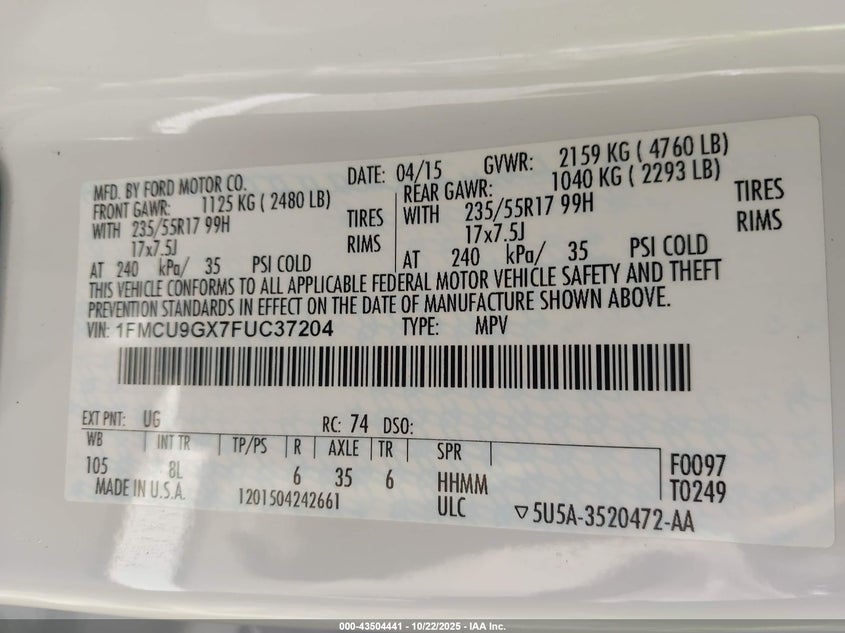 MFD. BY FORD MOTOR CO. DATE: 04/15 GVWR: 2159 KG ( 4760 LB)
FRONT GAWR: 1125 KG ( 2480 LB) REAR GAWR: 1040 KG ( 2293 LB)
WITH 235/55R17 99H TIRES WITH 235/55R17 99H TIRES
17x7.5J RIMS 17x7.5J RIMS
AT 240 kPa/ 35 PSI COLD AT 240 kPa/ 35 PSI COLD
THIS VEHICLE CONFORMS TO ALL APPLICABLE FEDERAL MOTOR VEHICLE SAFETY AND THEFT
PREVENTION STANDARDS IN EFFECT ON THE DATE OF MANUFACTURE SHOWN ABOVE.
VIN: 1FMCU9GX7FUC37204 TYPE: MPV
EXT PNT: UG RC: 74 DSO:
WB INT TR TP/PS R AXLE TR SPR
105 8L 6 35 6 HHMM F0097
MADE IN U.S.A. 1201504242661 ULC T0249
▽5U5A-3520472-AA
000-43504441 - 10/22/2025 - IAA Inc.